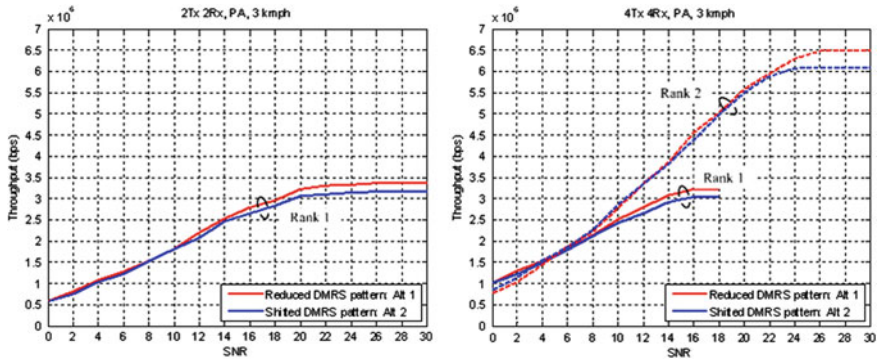 2Tx 2Rx, PA, 3 kmph
x 10^6
7
6.5
6
5.5
5
4.5
4
3.5
3
2.5
2
1.5
1
0.5
0
Throughput (bps)
Rank 1
Reduced DMRS pattern: Alt 1
Shifted DMRS pattern: Alt 2
0 2 4 6 8 10 12 14 16 18 20 22 24 26 28 30
SNR
4Tx 4Rx, PA, 3 kmph
x 10^6
7
6.5
6
5.5
5
4.5
4
3.5
3
2.5
2
1.5
1
0.5
0
Throughput (bps)
Rank 2
Rank 1
Reduced DMRS pattern: Alt 1
Shifted DMRS pattern: Alt 2
0 2 4 6 8 10 12 14 16 18 20 22 24 26 28 30
SNR